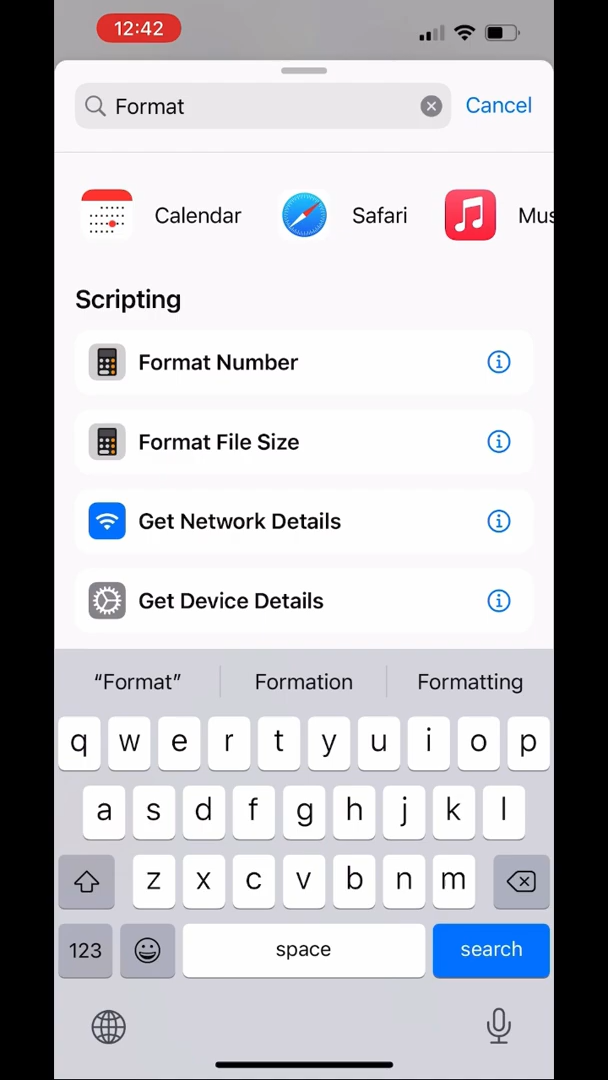 12:42
Format
Cancel
Calendar
Safari
Mus
Scripting
Format Number
Format File Size
Get Network Details
Get Device Details
“Format” Formation Formatting
q w e r t y u i o p
a s d f g h j k l
z x c v b n m
123 space search